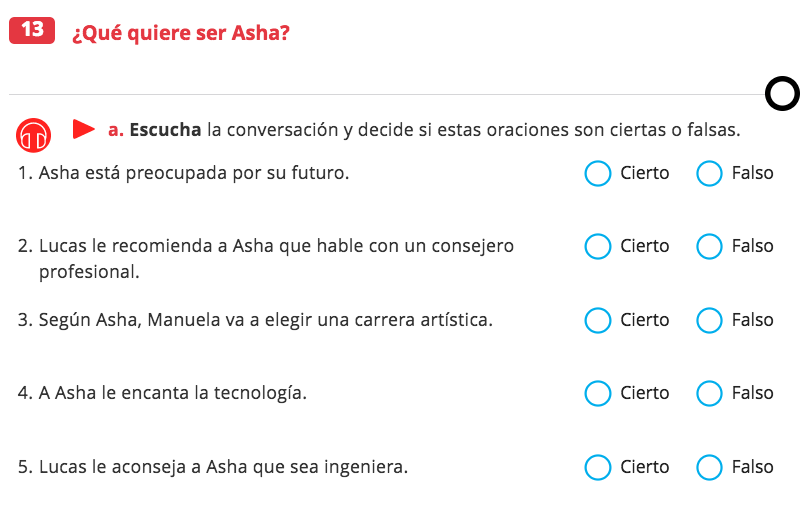 13 ¿Qué quiere ser Asha?
a. Escucha la conversación y decide si estas oraciones son ciertas o falsas.
1. Asha está preocupada por su futuro. Cierto Falso
2. Lucas le recomienda a Asha que hable con un consejero Cierto Falso
profesional.
3. Según Asha, Manuela va a elegir una carrera artística. Cierto Falso
4. A Asha le encanta la tecnología. Cierto Falso
5. Lucas le aconseja a Asha que sea ingeniera. Cierto Falso